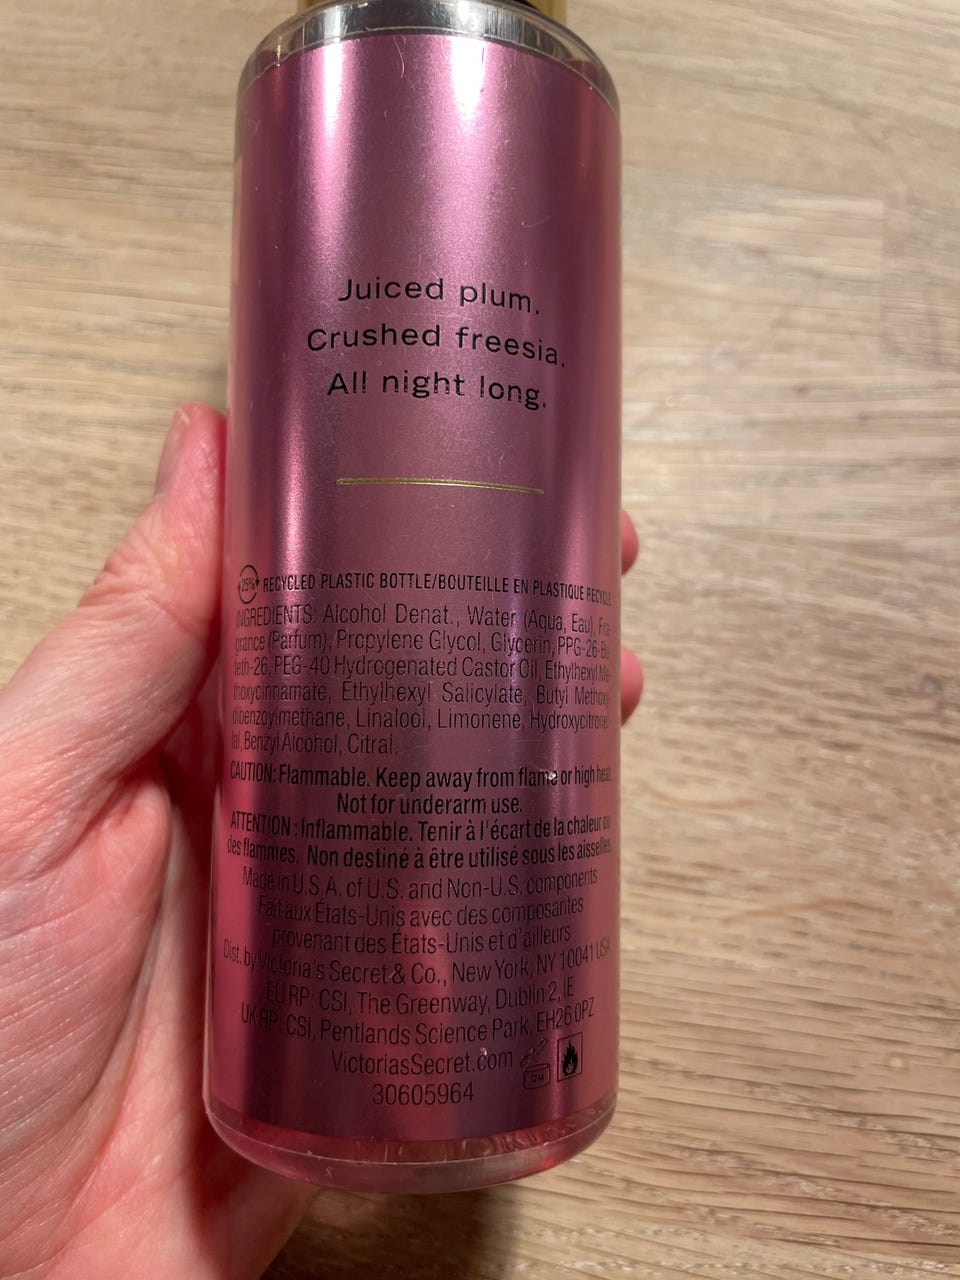 Juiced plum.
Crushed freesia.
All night long.
25%
RECYCLED PLASTIC BOTTLE/BOUTEILLE EN PLASTIQUE RECYCLÉ
INGREDIENTS: Alcohol Denat., Water (Aqua, Eau), Fra-
grance (Parfum), Propylene Glycol, Glycerin, PPG-26-Bu-
teth-26, PEG-40 Hydrogenated Castor Oil, Ethylhexyl Me-
thoxycinnamate, Ethylhexyl Salicylate, Butyl Methoxy-
dibenzoylmethane, Linalool, Limonene, Hydroxycitronel-
lal, Benzyl Alcohol, Citral.
CAUTION: Flammable. Keep away from flame or high heat.
Not for underarm use.
ATTENTION : Inflammable. Tenir à l'écart de la chaleur ou
des flammes. Non destiné à être utilisé sous les aisselles.
Made in U.S.A. of U.S. and Non-U.S. components
Fait aux États-Unis avec des composantes
provenant des États-Unis et d'ailleurs
Dist. by Victoria's Secret & Co., New York, NY 10041 USA
EU RP: CSI, The Greenway, Dublin 2, IE
UK RP: CSI, Pentlands Science Park, EH26 0PZ
VictoriasSecret.com
12M
30605964